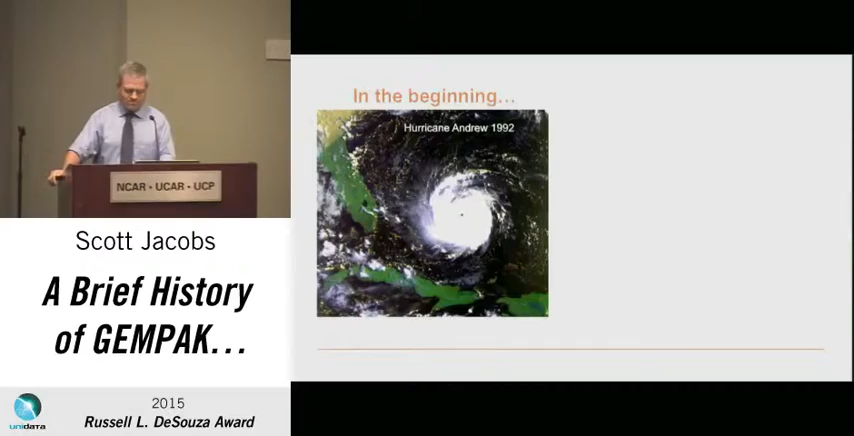 In the beginning...
Hurricane Andrew 1992
NCAR • UCAR • UCP
Scott Jacobs
A Brief History
of GEMPAK...
unidata
2015
Russell L. DeSouza Award